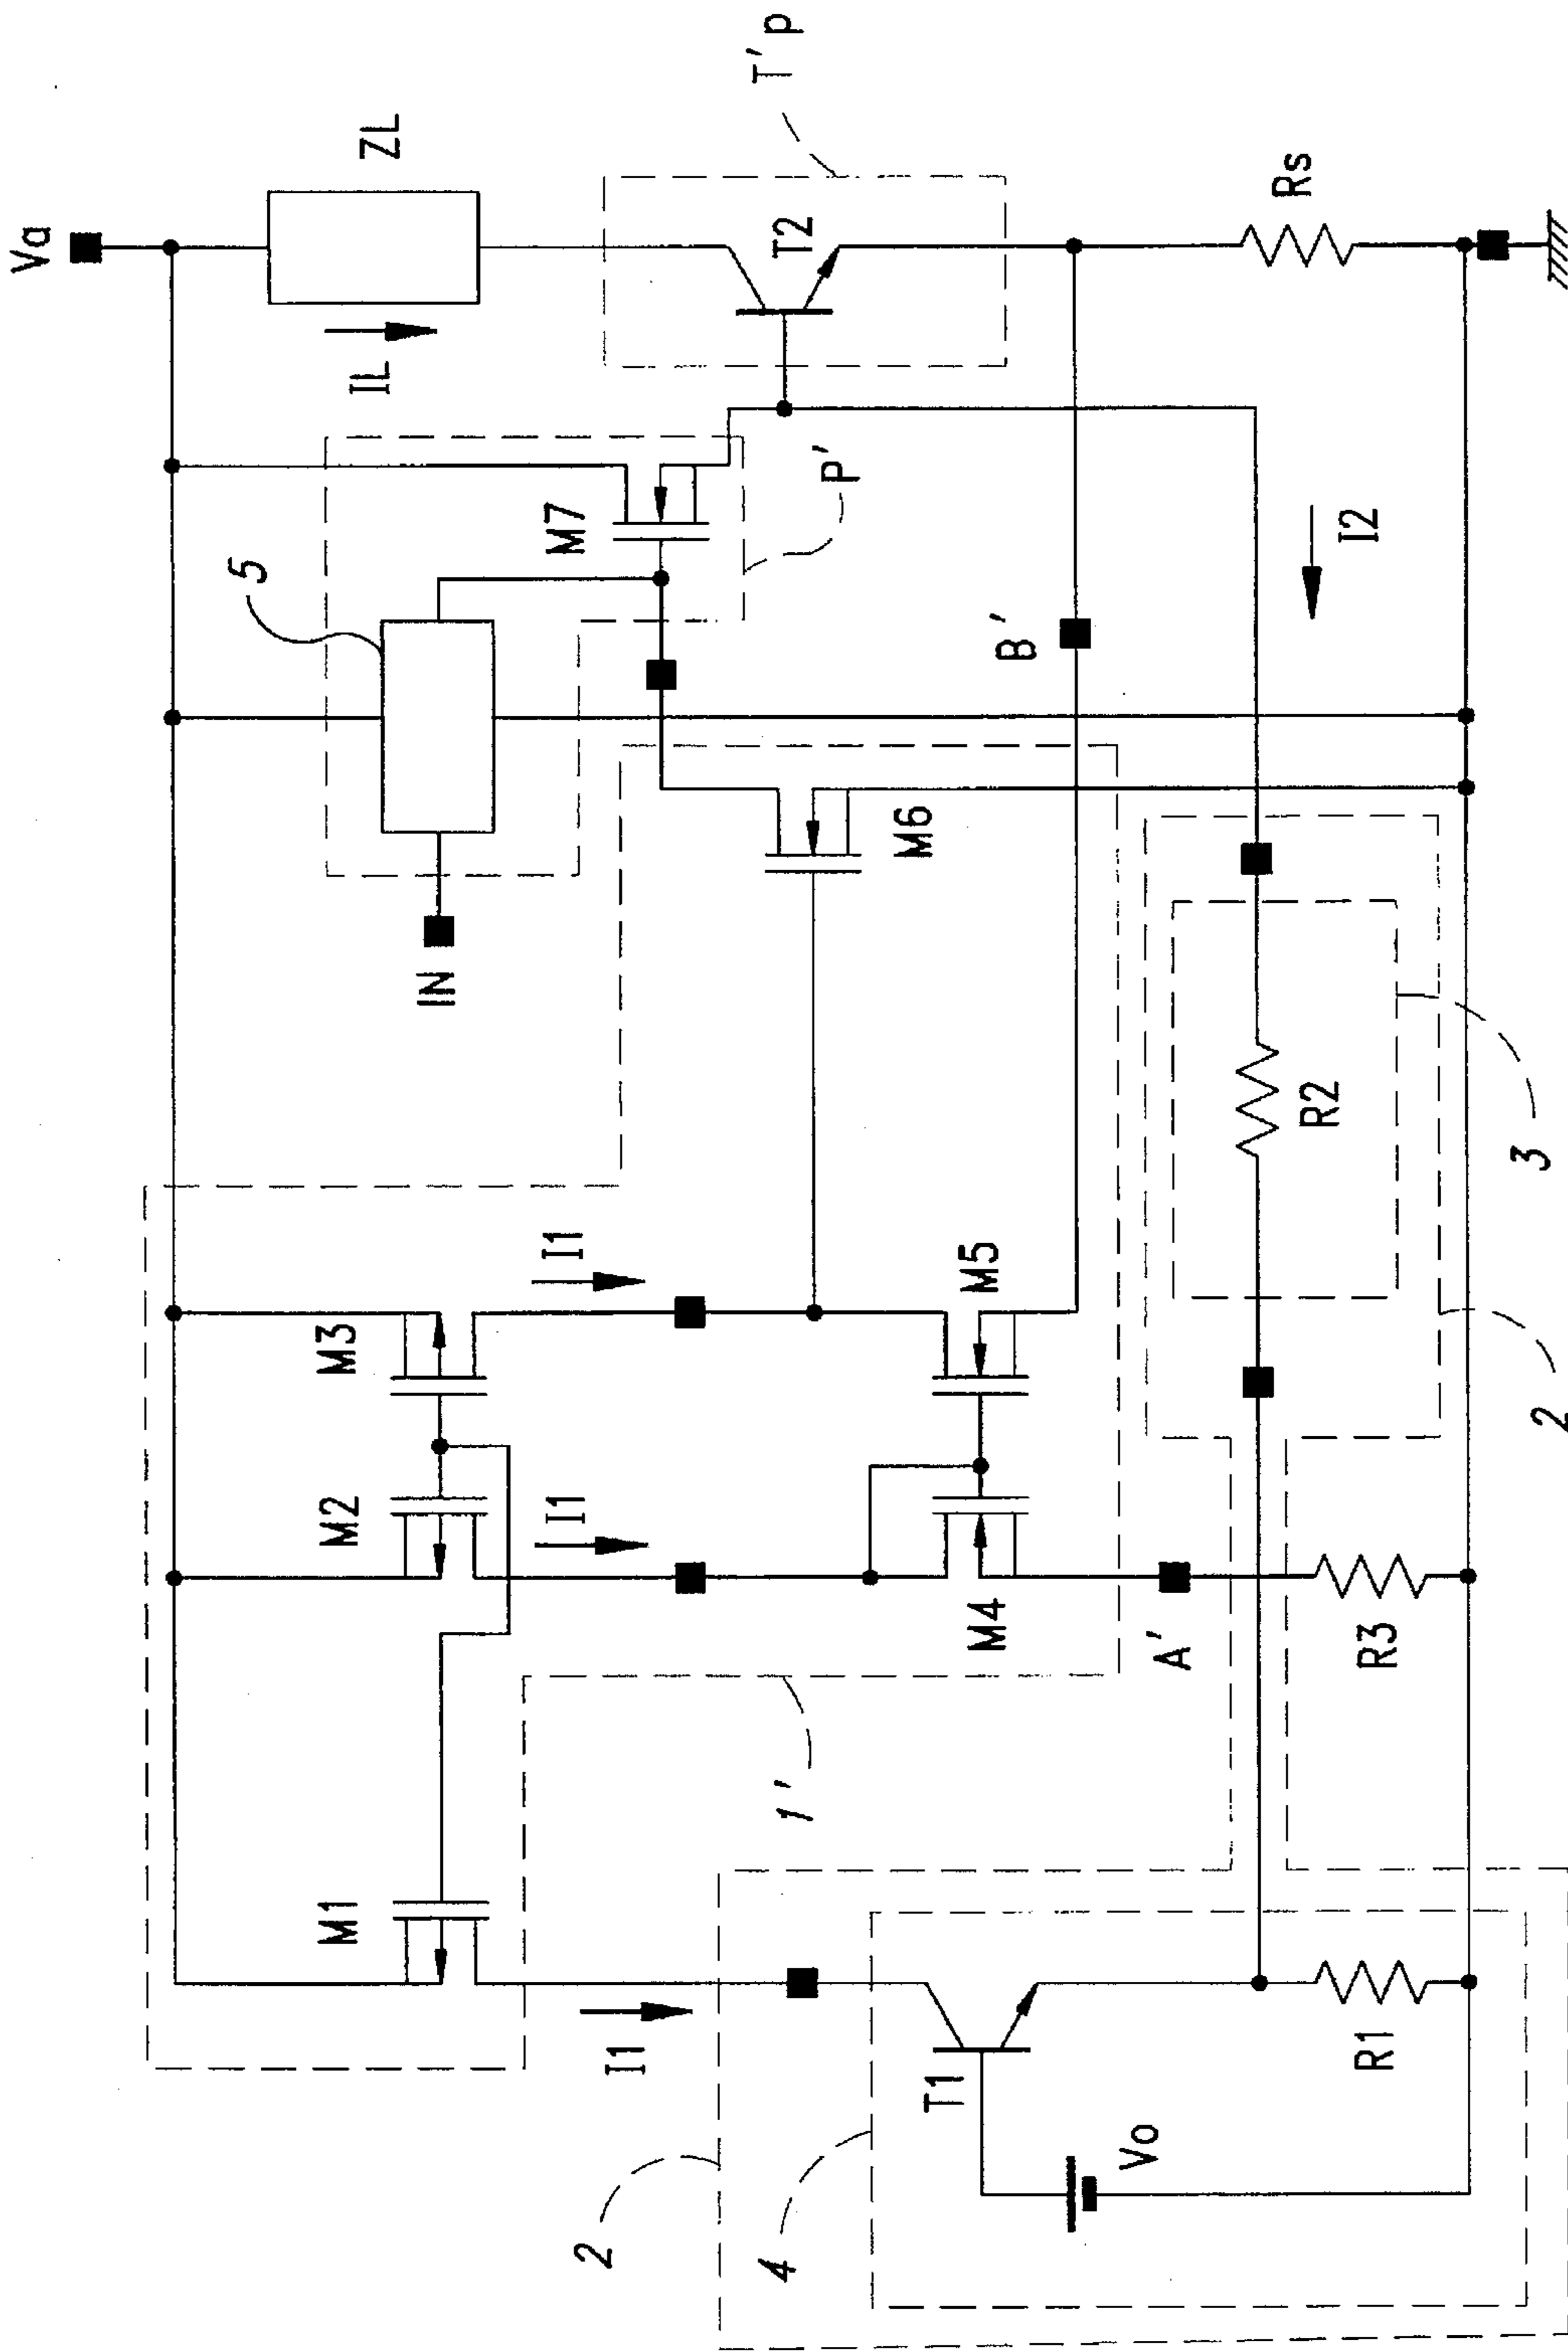 Va
ZL
IL
T'p
T2
Rs
5
M7
P'
IN
B'
I2
M6
3
R2
2
M3
I1
M5
M2
I1
M4
A'
R3
1'
M1
I1
T1
R1
Vo
2
4